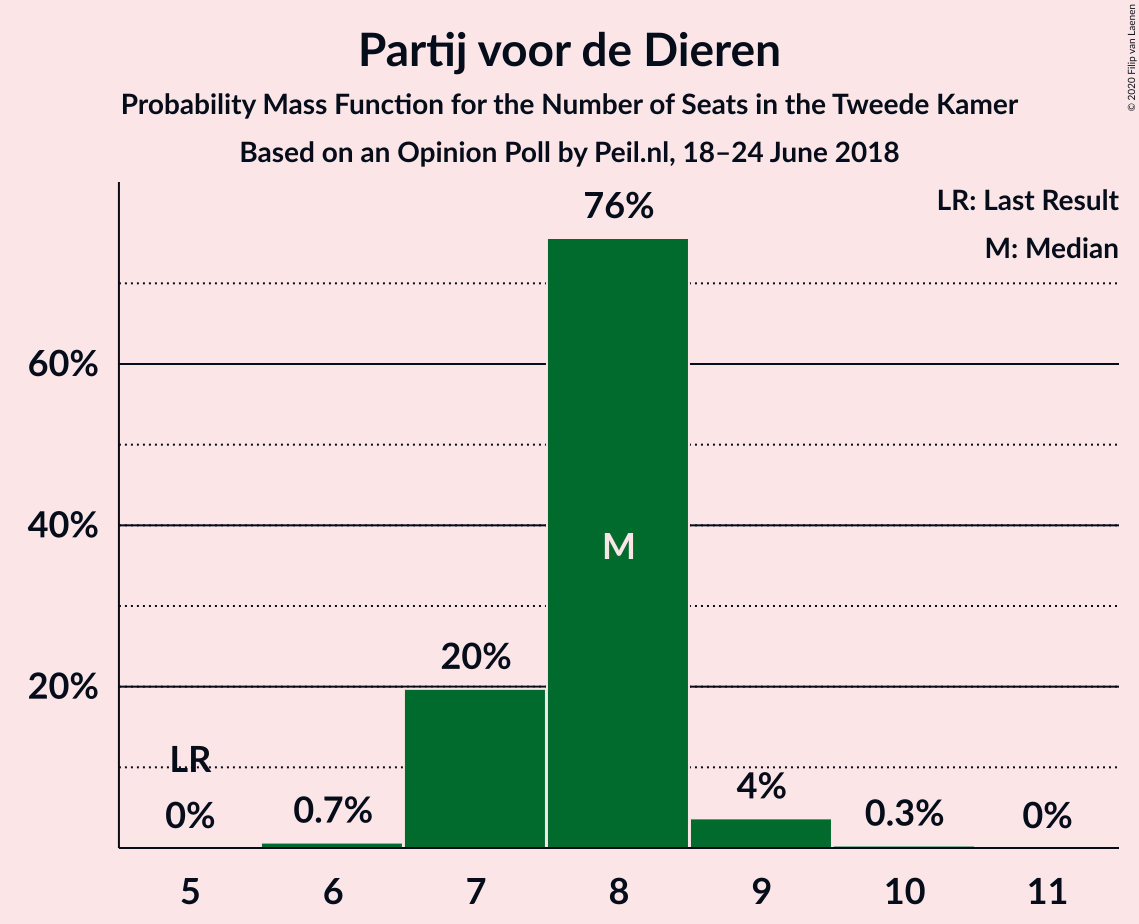 Partij voor de Dieren
Probability Mass Function for the Number of Seats in the Tweede Kamer
Based on an Opinion Poll by Peil.nl, 18–24 June 2018
© 2020 Filip van Laenen
LR: Last Result
M: Median
76%
60%
40%
M
20%
20%
LR
0%
0.7%
4%
0.3%
0%
5
6
7
8
9
10
11